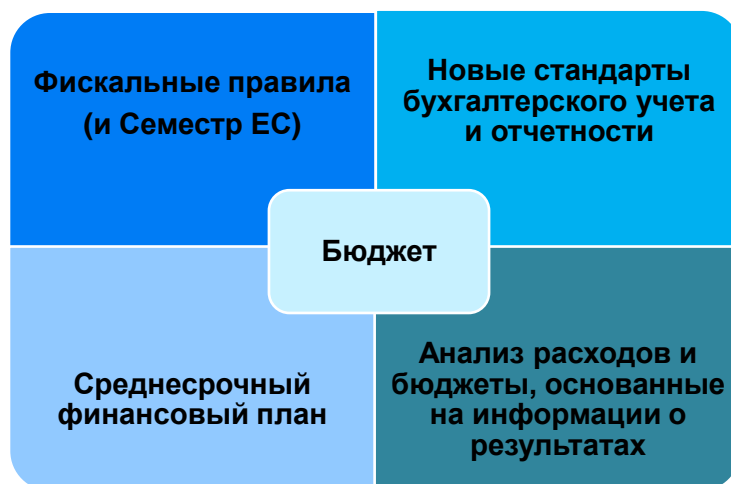 Фискальные правила
(и Семестр ЕС)
Новые стандарты
бухгалтерского учета
и отчетности
Бюджет
Среднесрочный
финансовый план
Анализ расходов и
бюджеты, основанные
на информации о
результатах